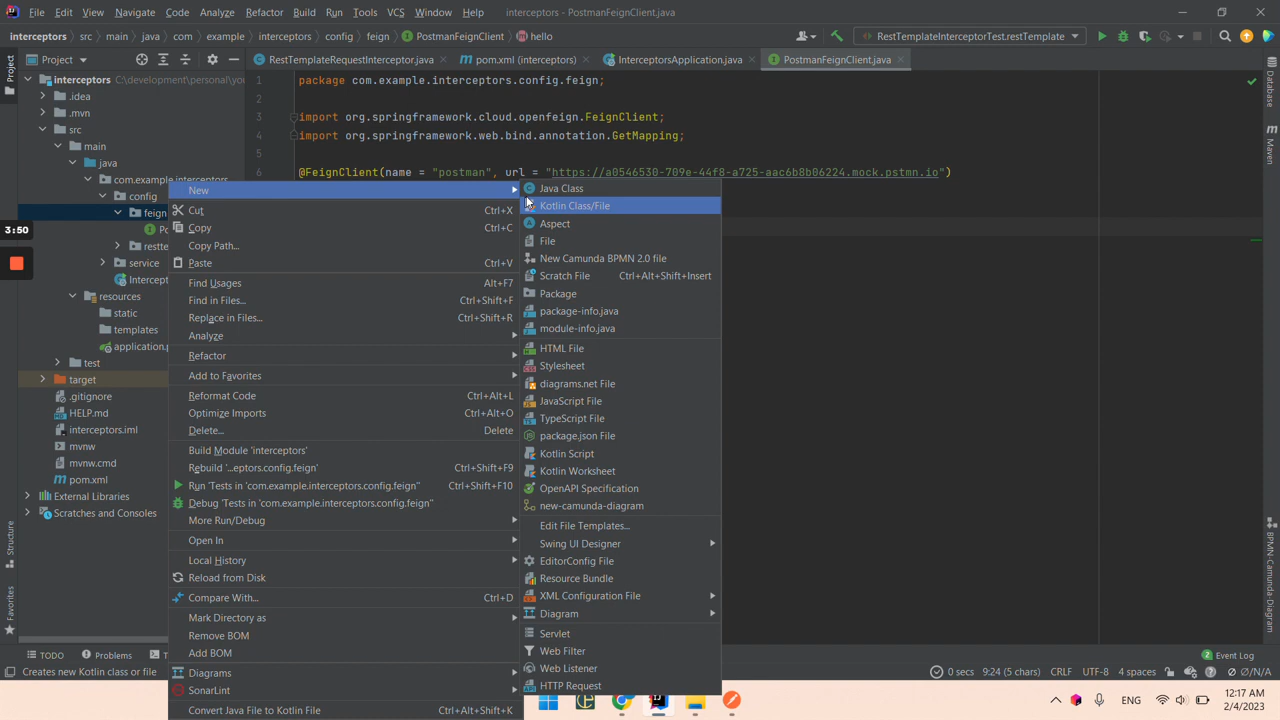 File Edit View Navigate Code Analyze Refactor Build Run Tools VCS Window Help interceptors - PostmanFeignClient.java
interceptors src main java com example interceptors config feign PostmanFeignClient hello RestTemplateInterceptorTest.restTemplate
Project RestTemplateRequestInterceptor.java pom.xml (interceptors) InterceptorsApplication.java PostmanFeignClient.java
interceptors C:\development\personal\you
.idea
.mvn
src
main
java
com.example.interceptors
config
feign
Po
restte
service
Intercept
resources
static
templates
application.p
test
target
.gitignore
HELP.md
interceptors.iml
mvnw
mvnw.cmd
pom.xml
External Libraries
Scratches and Consoles
1 package com.example.interceptors.config.feign;
2
3 import org.springframework.cloud.openfeign.FeignClient;
4 import org.springframework.web.bind.annotation.GetMapping;
5
6 @FeignClient(name = "postman", url = "https://a0546530-709e-44f8-a725-aac6b8b06224.mock.pstmn.io")
New
Cut Ctrl+X
Copy Ctrl+C
Copy Path...
Paste Ctrl+V
Find Usages Alt+F7
Find in Files... Ctrl+Shift+F
Replace in Files... Ctrl+Shift+R
Analyze
Refactor
Add to Favorites
Reformat Code Ctrl+Alt+L
Optimize Imports Ctrl+Alt+O
Delete... Delete
Build Module 'interceptors'
Rebuild '...eptors.config.feign' Ctrl+Shift+F9
Run 'Tests in 'com.example.interceptors.config.feign'' Ctrl+Shift+F10
Debug 'Tests in 'com.example.interceptors.config.feign''
More Run/Debug
Open In
Local History
Reload from Disk
Compare With... Ctrl+D
Mark Directory as
Remove BOM
Add BOM
Diagrams
SonarLint
Convert Java File to Kotlin File Ctrl+Alt+Shift+K
Java Class
Kotlin Class/File
Aspect
File
New Camunda BPMN 2.0 file
Scratch File Ctrl+Alt+Shift+Insert
Package
package-info.java
module-info.java
HTML File
Stylesheet
diagrams.net File
JavaScript File
TypeScript File
package.json File
Kotlin Script
Kotlin Worksheet
OpenAPI Specification
new-camunda-diagram
Edit File Templates...
Swing UI Designer
EditorConfig File
Resource Bundle
XML Configuration File
Diagram
Servlet
Web Filter
Web Listener
HTTP Request
3:50
Project
Structure
Favorites
Database
Maven
BPMN-Camunda-Diagram
TODO Problems T Event Log
Creates new Kotlin class or file 0 secs 9:24 (5 chars) CRLF UTF-8 4 spaces 0/N/A
ENG 12:17 AM
2/4/2023